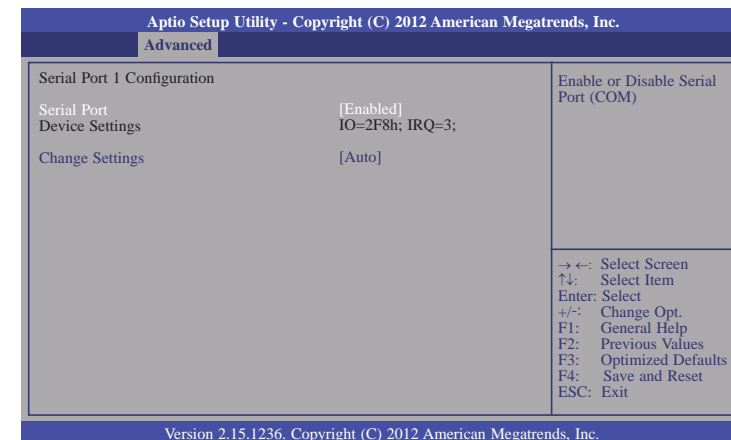 Aptio Setup Utility - Copyright (C) 2012 American Megatrends, Inc.
Advanced
Serial Port 1 Configuration
Serial Port [Enabled]
Device Settings IO=2F8h; IRQ=3;
Change Settings [Auto]
Enable or Disable Serial
Port (COM)
→←: Select Screen
↑↓: Select Item
Enter: Select
+/-: Change Opt.
F1: General Help
F2: Previous Values
F3: Optimized Defaults
F4: Save and Reset
ESC: Exit
Version 2.15.1236. Copyright (C) 2012 American Megatrends, Inc.